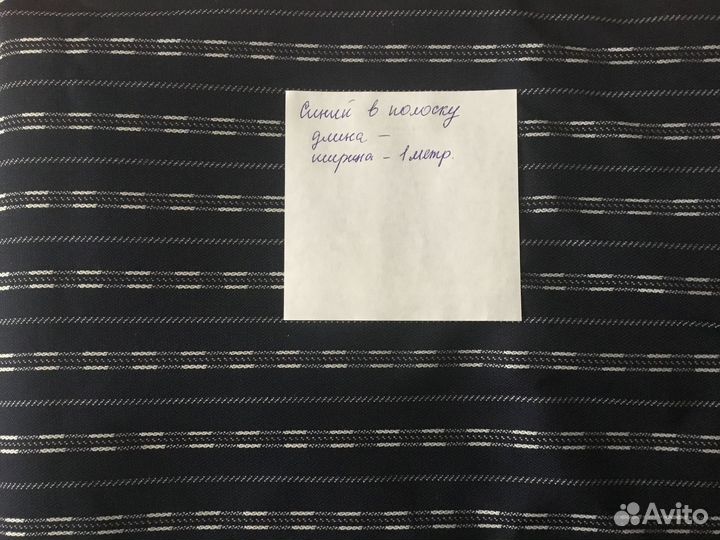 Синий в полоску
длина –
ширина – 1 метр.
Avito